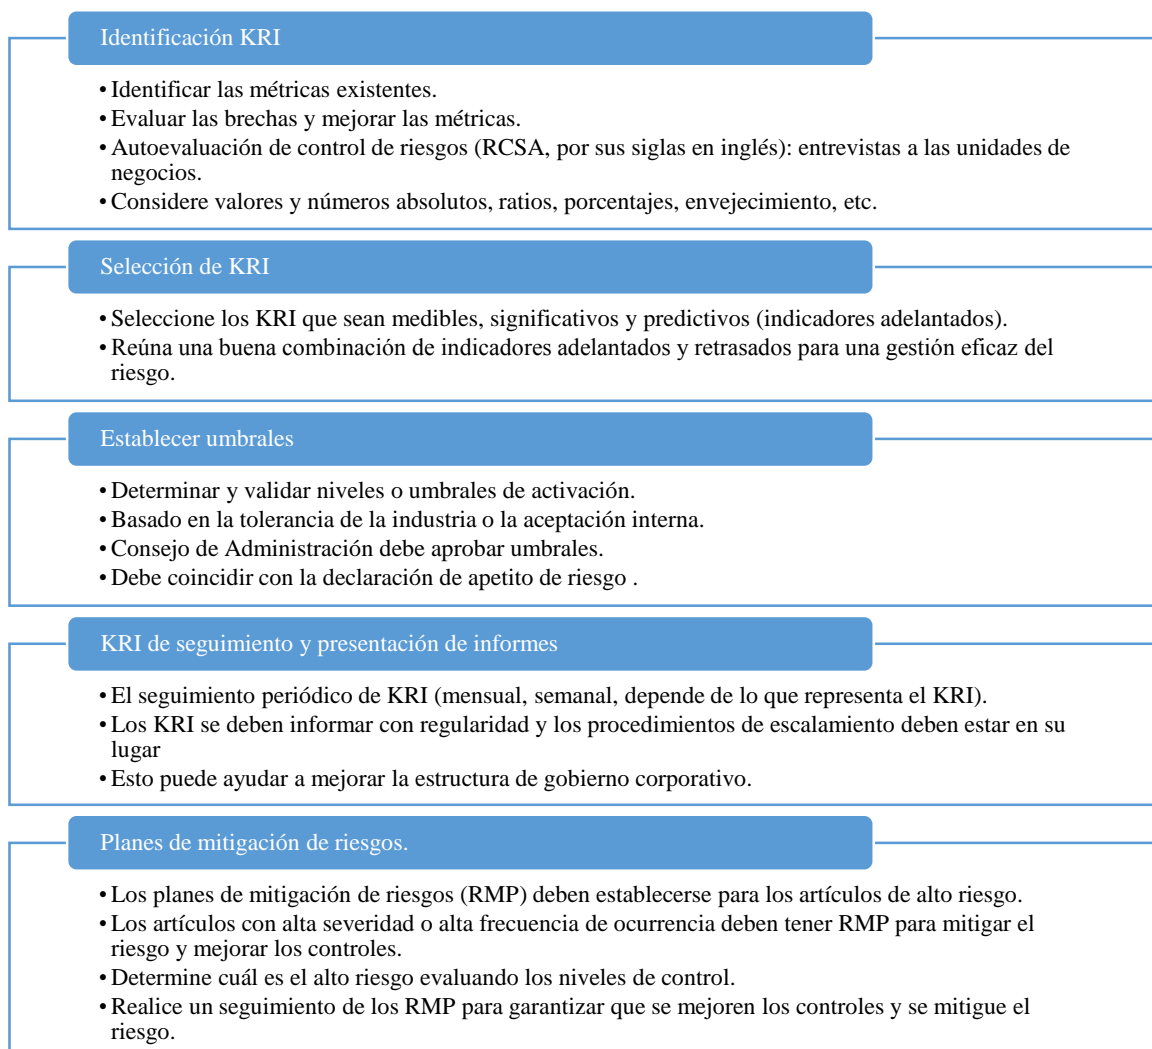 Identificación KRI
• Identificar las métricas existentes.
• Evaluar las brechas y mejorar las métricas.
• Autoevaluación de control de riesgos (RCSA, por sus siglas en inglés): entrevistas a las unidades de
negocios.
• Considere valores y números absolutos, ratios, porcentajes, envejecimiento, etc.
Selección de KRI
• Seleccione los KRI que sean medibles, significativos y predictivos (indicadores adelantados).
• Reúna una buena combinación de indicadores adelantados y retrasados para una gestión eficaz del
riesgo.
Establecer umbrales
• Determinar y validar niveles o umbrales de activación.
• Basado en la tolerancia de la industria o la aceptación interna.
• Consejo de Administración debe aprobar umbrales.
• Debe coincidir con la declaración de apetito de riesgo .
KRI de seguimiento y presentación de informes
• El seguimiento periódico de KRI (mensual, semanal, depende de lo que representa el KRI).
• Los KRI se deben informar con regularidad y los procedimientos de escalamiento deben estar en su
lugar
• Esto puede ayudar a mejorar la estructura de gobierno corporativo.
Planes de mitigación de riesgos.
• Los planes de mitigación de riesgos (RMP) deben establecerse para los artículos de alto riesgo.
• Los artículos con alta severidad o alta frecuencia de ocurrencia deben tener RMP para mitigar el
riesgo y mejorar los controles.
• Determine cuál es el alto riesgo evaluando los niveles de control.
• Realice un seguimiento de los RMP para garantizar que se mejoren los controles y se mitigue el
riesgo.